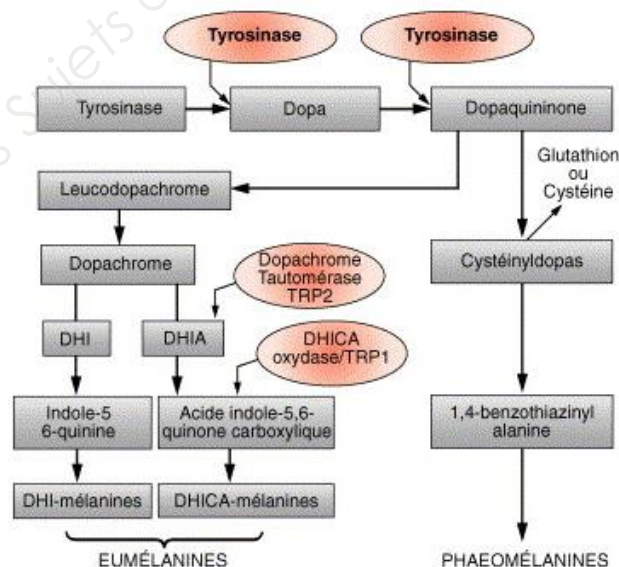 Tyrosinase
Tyrosinase
Tyrosinase
Dopa
Dopaquininone
Glutathion
ou
Cystéine
Leucodopachrome
Dopachrome
Dopachrome
Tautomérase
TRP2
Cystéinyldopas
DHI
DHIA
DHICA
oxydase/TRP1
Indole-5
6-quinine
Acide indole-5,6-
quinone carboxylique
1,4-benzothiazinyl
alanine
DHI-mélanines
DHICA-mélanines
EUMÉLANINES
PHAEOMÉLANINES
Sujets